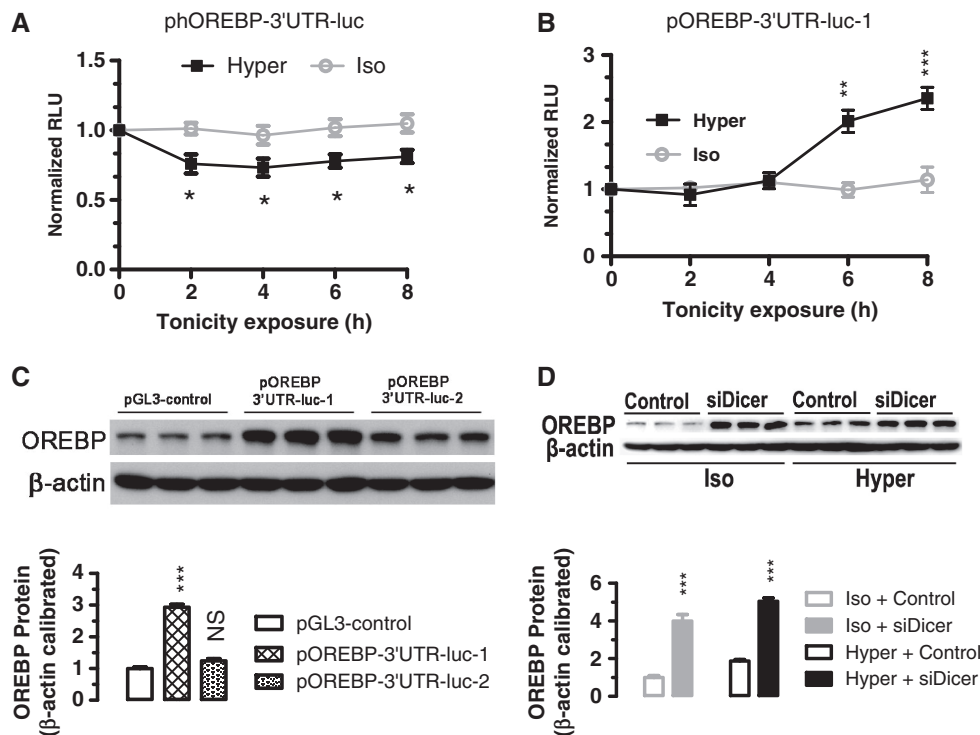 A
phOREBP-3'UTR-luc
Hyper
Iso
Normalized RLU
1.5
1.0
0.5
0.0
*
*
*
*
0
2
4
6
8
Tonicity exposure (h)
B
pOREBP-3'UTR-luc-1
Normalized RLU
3
2
1
0
**
***
Hyper
Iso
0
2
4
6
8
Tonicity exposure (h)
C
pGL3-control
pOREBP
3'UTR-luc-1
pOREBP
3'UTR-luc-2
OREBP
β-actin
OREBP Protein
(β-actin calibrated)
4
3
2
1
0
***
NS
pGL3-control
pOREBP-3'UTR-luc-1
pOREBP-3'UTR-luc-2
D
Control
siDicer
Control
siDicer
OREBP
β-actin
Iso
Hyper
OREBP Protein
(β-actin calibrated)
6
4
2
0
***
***
Iso + Control
Iso + siDicer
Hyper + Control
Hyper + siDicer